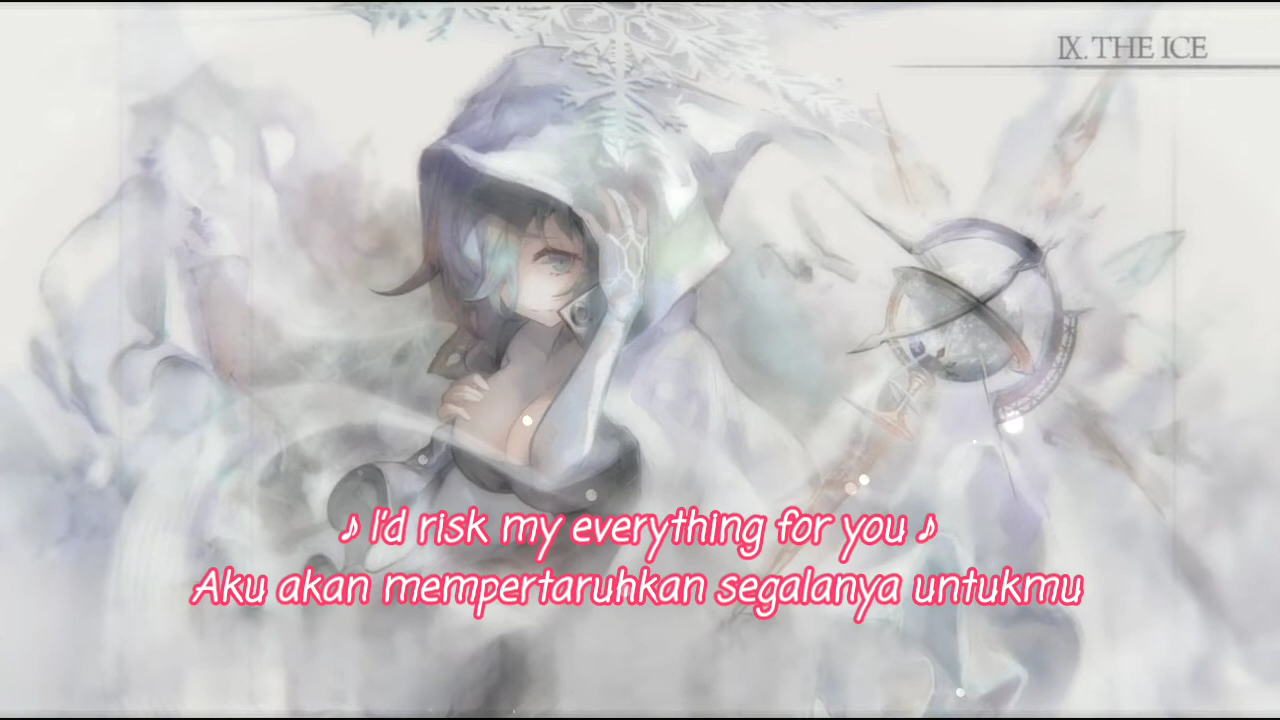 IX. THE ICE
♪ I'd risk my everything for you ♪
Aku akan mempertaruhkan segalanya untukmu